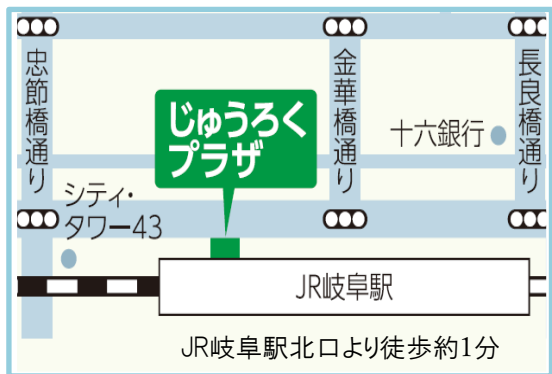 忠節橋通り
金華橋通り
長良橋通り
じゅうろく
プラザ
十六銀行
シティ・
タワー43
JR岐阜駅
JR岐阜駅北口より徒歩約1分